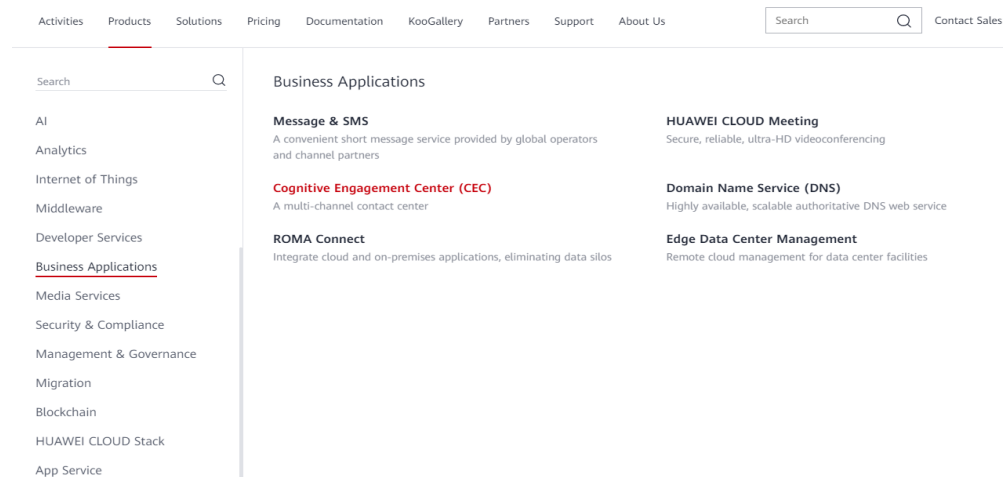 Activities Products Solutions Pricing Documentation KooGallery Partners Support About Us Search Contact Sales
Search
AI
Analytics
Internet of Things
Middleware
Developer Services
Business Applications
Media Services
Security & Compliance
Management & Governance
Migration
Blockchain
HUAWEI CLOUD Stack
App Service
Business Applications
Message & SMS
A convenient short message service provided by global operators
and channel partners
HUAWEI CLOUD Meeting
Secure, reliable, ultra-HD videoconferencing
Cognitive Engagement Center (CEC)
A multi-channel contact center
Domain Name Service (DNS)
Highly available, scalable authoritative DNS web service
ROMA Connect
Integrate cloud and on-premises applications, eliminating data silos
Edge Data Center Management
Remote cloud management for data center facilities